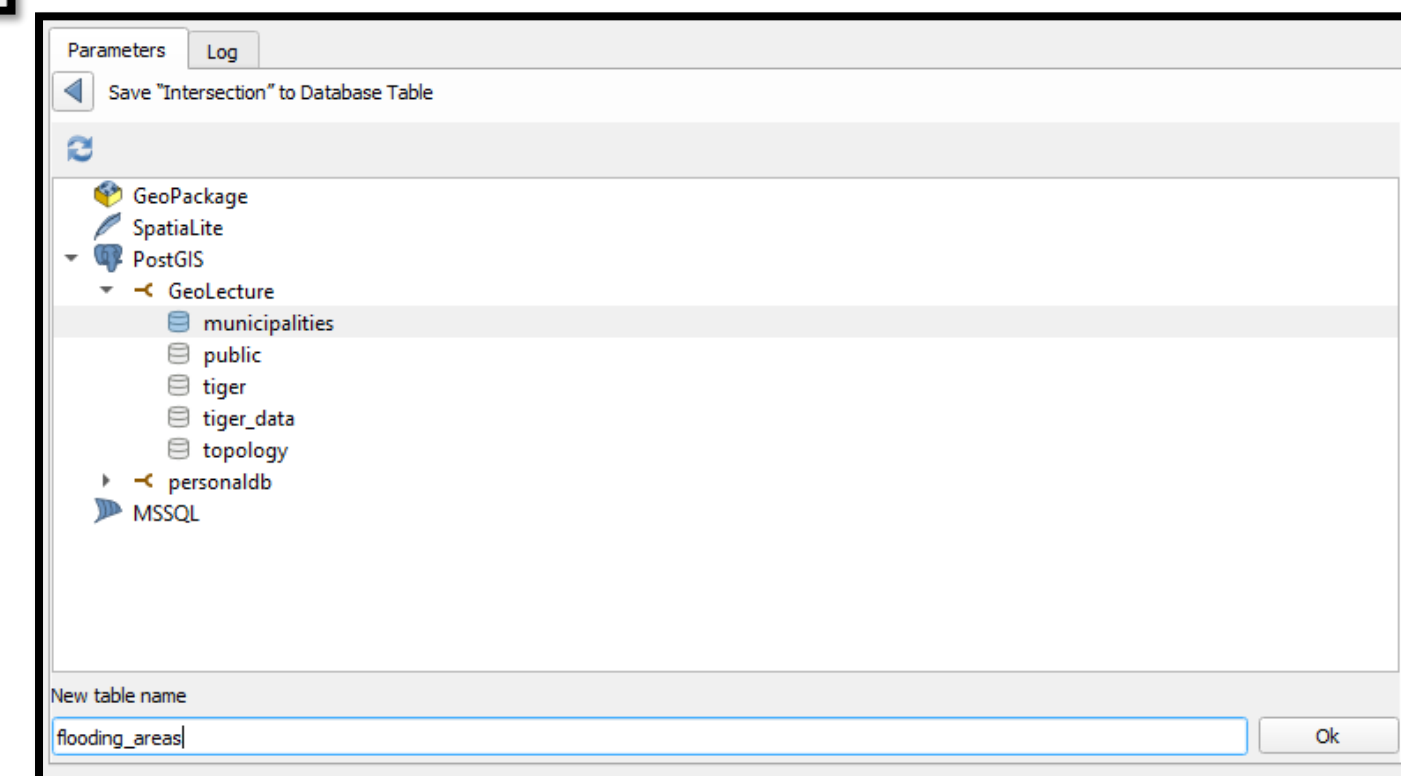 Parameters Log
Save "Intersection" to Database Table
GeoPackage
SpatiaLite
PostGIS
GeoLecture
municipalities
public
tiger
tiger_data
topology
personaldb
MSSQL
New table name
flooding_areas Ok